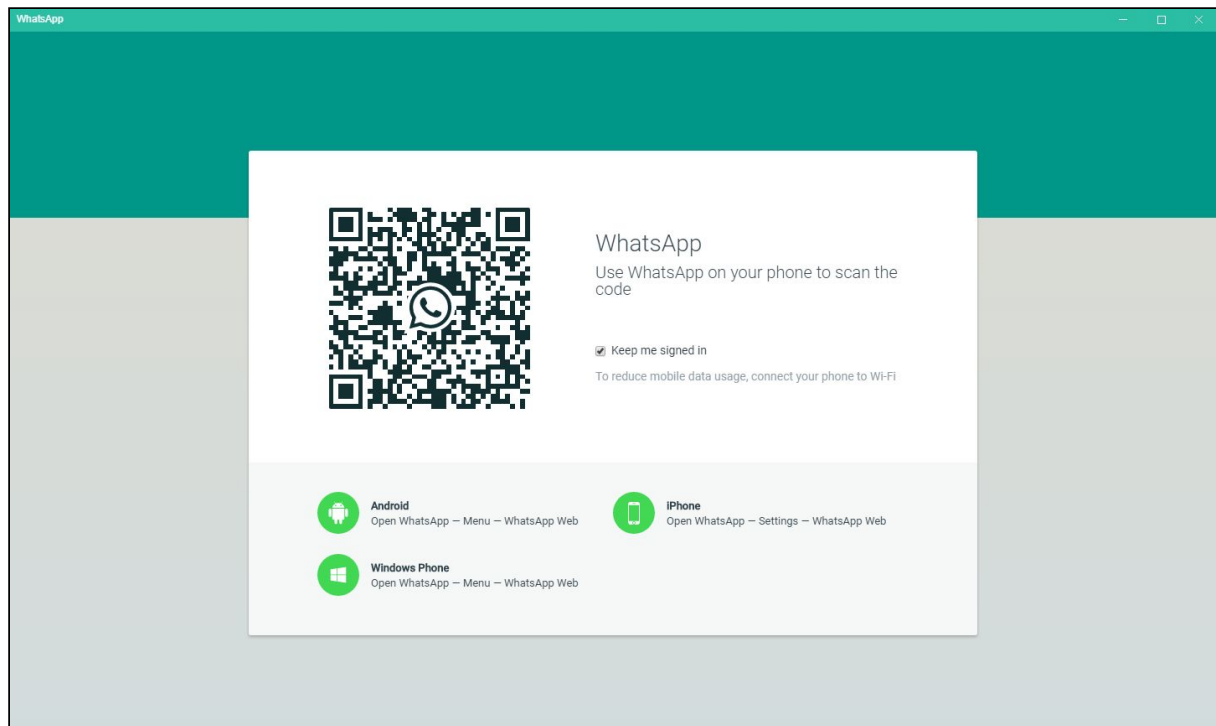 WhatsApp
WhatsApp
Use WhatsApp on your phone to scan the
code
Keep me signed in
To reduce mobile data usage, connect your phone to Wi-Fi
Android
Open WhatsApp — Menu — WhatsApp Web
iPhone
Open WhatsApp — Settings — WhatsApp Web
Windows Phone
Open WhatsApp — Menu — WhatsApp Web